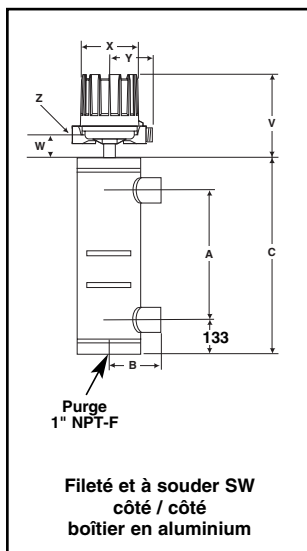 X
Y
Z
W
V
A
C
133
B
Purge
1" NPT-F
Fileté et à souder SW
côté / côté
boîtier en aluminium